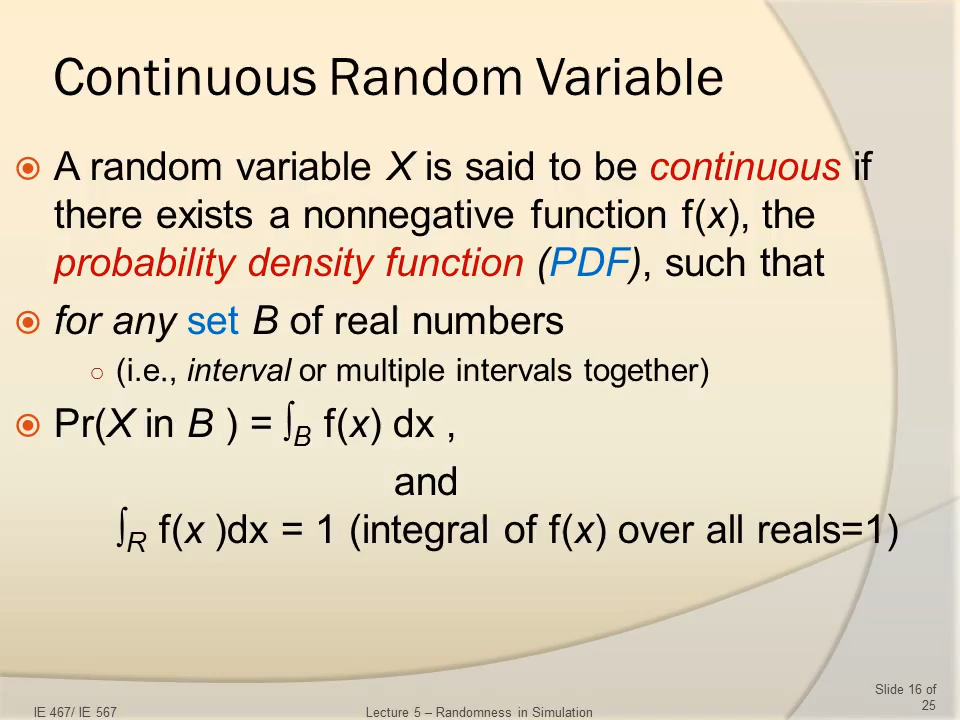 Continuous Random Variable
A random variable X is said to be continuous if
there exists a nonnegative function f(x), the
probability density function (PDF), such that
for any set B of real numbers
(i.e., interval or multiple intervals together)
Pr(X in B ) = ∫B f(x) dx ,
and
∫R f(x )dx = 1 (integral of f(x) over all reals=1)
IE 467/ IE 567
Lecture 5 – Randomness in Simulation
Slide 16 of
25